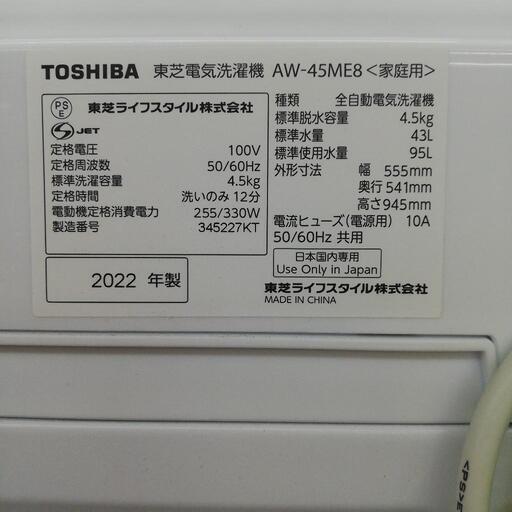 TOSHIBA 東芝電気洗濯機 AW-45ME8<家庭用>
PS E 東芝ライフスタイル株式会社
S JET
定格電圧 100V
定格周波数 50/60Hz
標準洗濯容量 4.5kg
定格時間 洗いのみ 12分
電動機定格消費電力 255/330W
製造番号 345227KT
2022 年製
種類 全自動電気洗濯機
標準脱水容量 4.5kg
標準水量 43L
標準使用水量 95L
外形寸法 幅 555mm
奥行 541mm
高さ 945mm
電流ヒューズ(電源用) 10A
50/60Hz 共用
日本国内専用
Use Only in Japan
東芝ライフスタイル株式会社
MADE IN CHINA
<PS>E